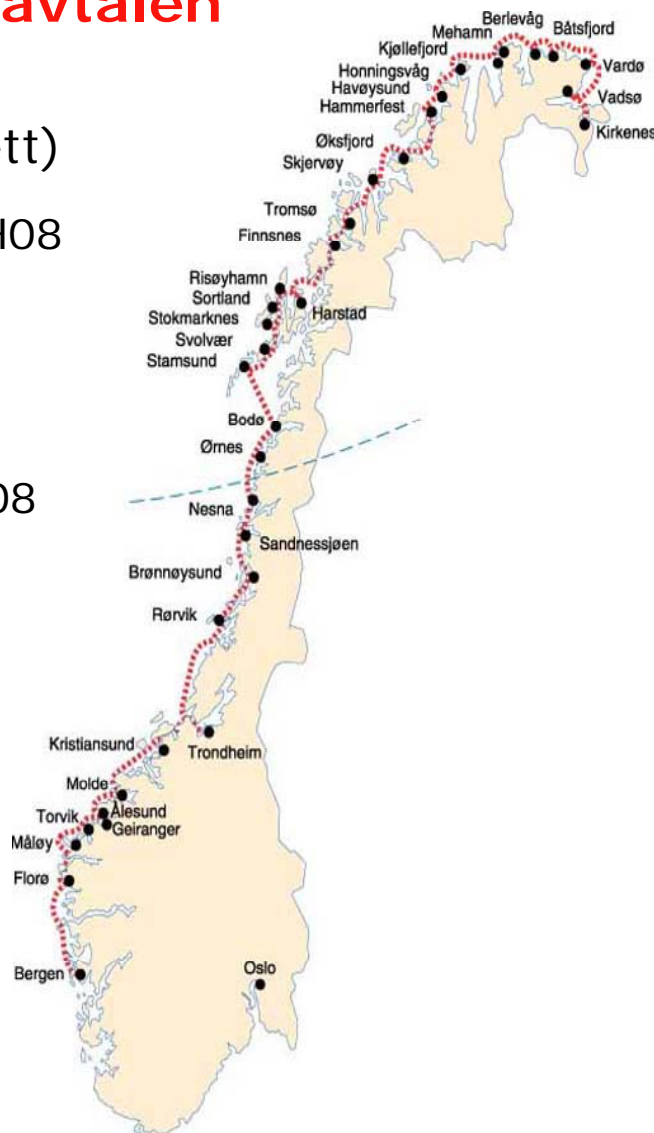 avtalen
tt)
H08
08
Berlevåg
Mehamn
Båtsfjord
Kjøllefjord
Honningsvåg
Vardø
Havøysund
Vadsø
Hammerfest
Kirkenes
Øksfjord
Skjervøy
Tromsø
Finnsnes
Risøyhamn
Sortland
Harstad
Stokmarknes
Svolvær
Stamsund
Bodø
Ørnes
Nesna
Sandnessjøen
Brønnøysund
Rørvik
Kristiansund
Trondheim
Molde
Ålesund
Torvik
Geiranger
Måløy
Florø
Bergen
Oslo